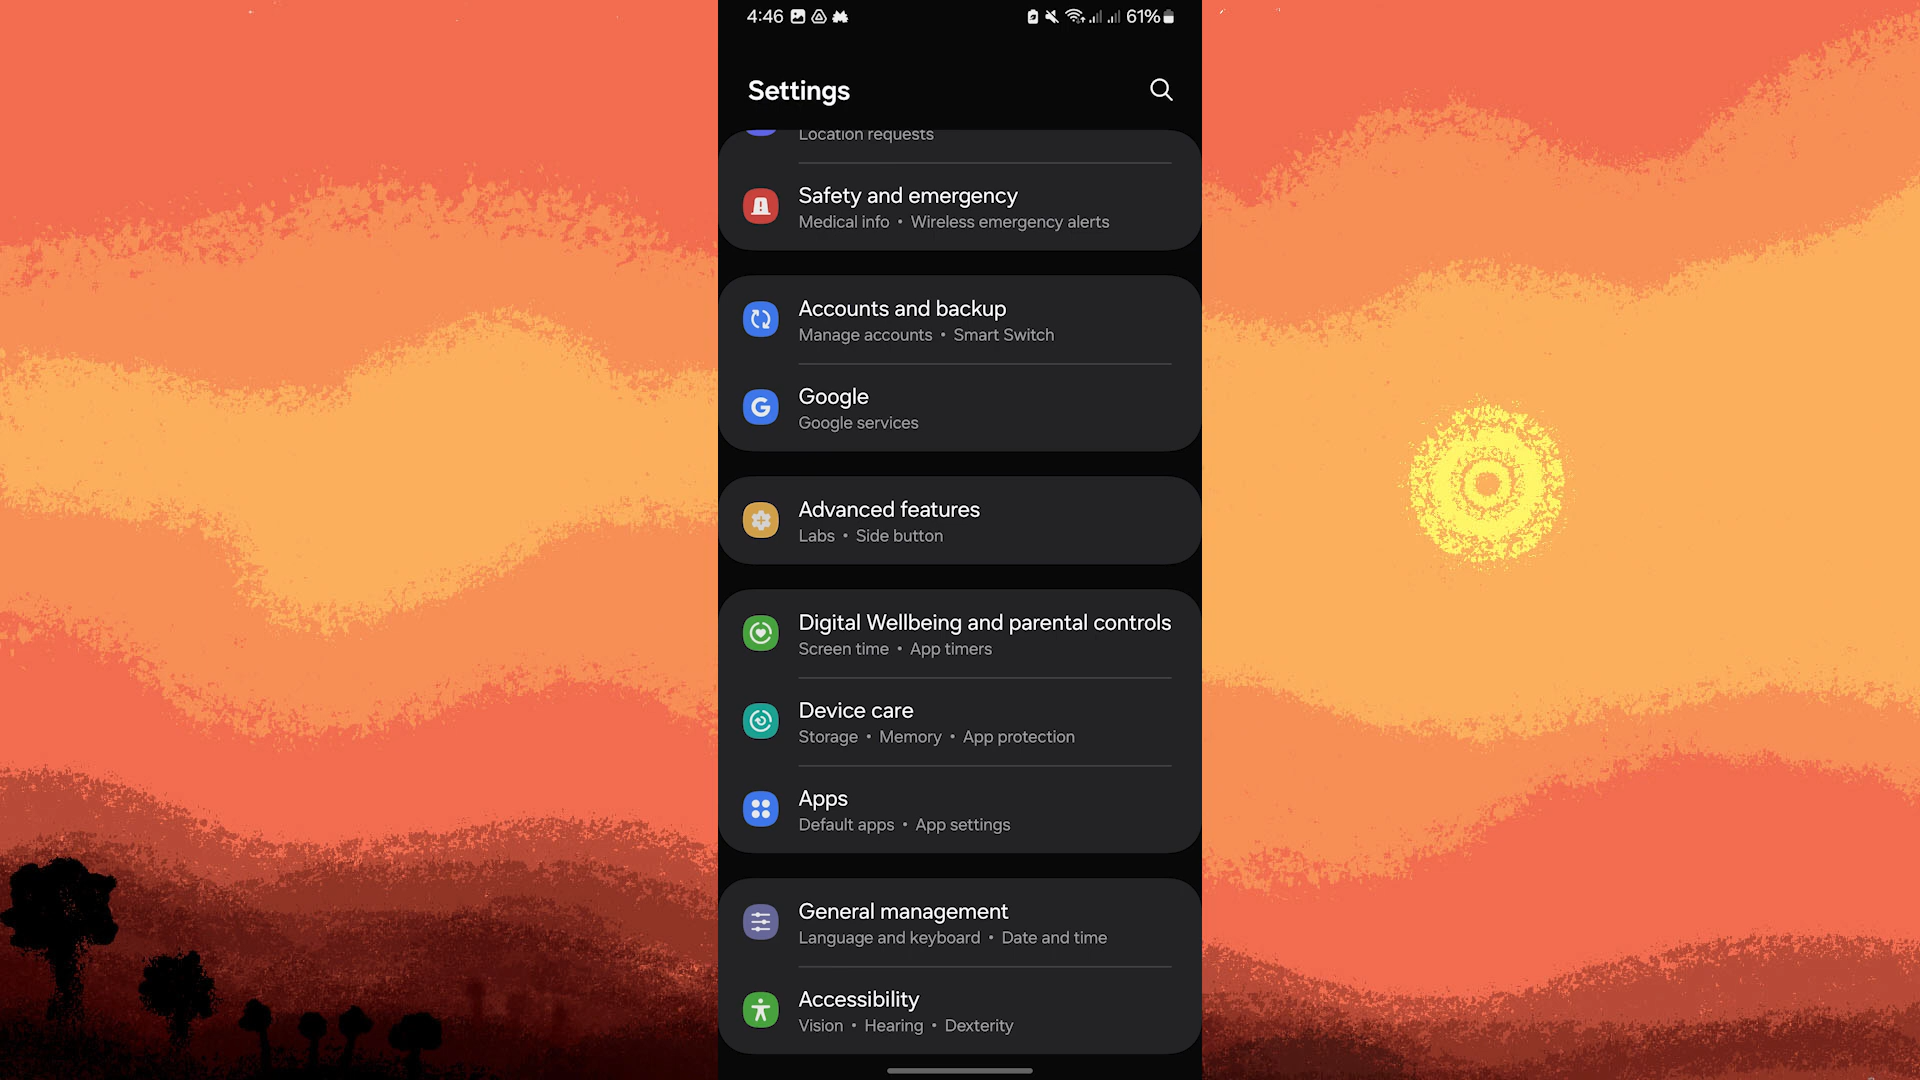 4:46 61%
Settings
Location requests
Safety and emergency
Medical info • Wireless emergency alerts
Accounts and backup
Manage accounts • Smart Switch
Google
Google services
Advanced features
Labs • Side button
Digital Wellbeing and parental controls
Screen time • App timers
Device care
Storage • Memory • App protection
Apps
Default apps • App settings
General management
Language and keyboard • Date and time
Accessibility
Vision • Hearing • Dexterity